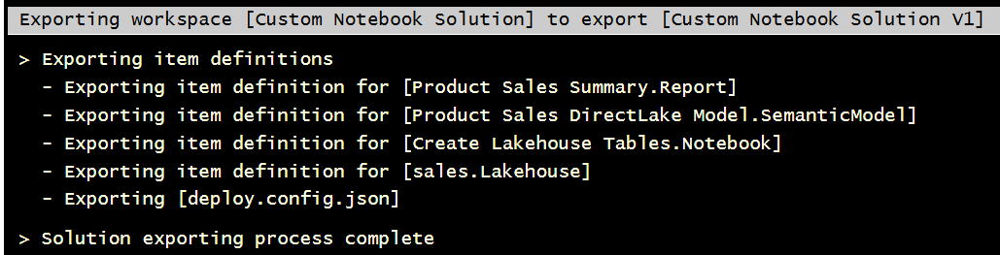 Exporting workspace [Custom Notebook Solution] to export [Custom Notebook Solution V1]
> Exporting item definitions
- Exporting item definition for [Product Sales Summary.Report]
- Exporting item definition for [Product Sales DirectLake Model.SemanticModel]
- Exporting item definition for [Create Lakehouse Tables.Notebook]
- Exporting item definition for [sales.Lakehouse]
- Exporting [deploy.config.json]
> Solution exporting process complete